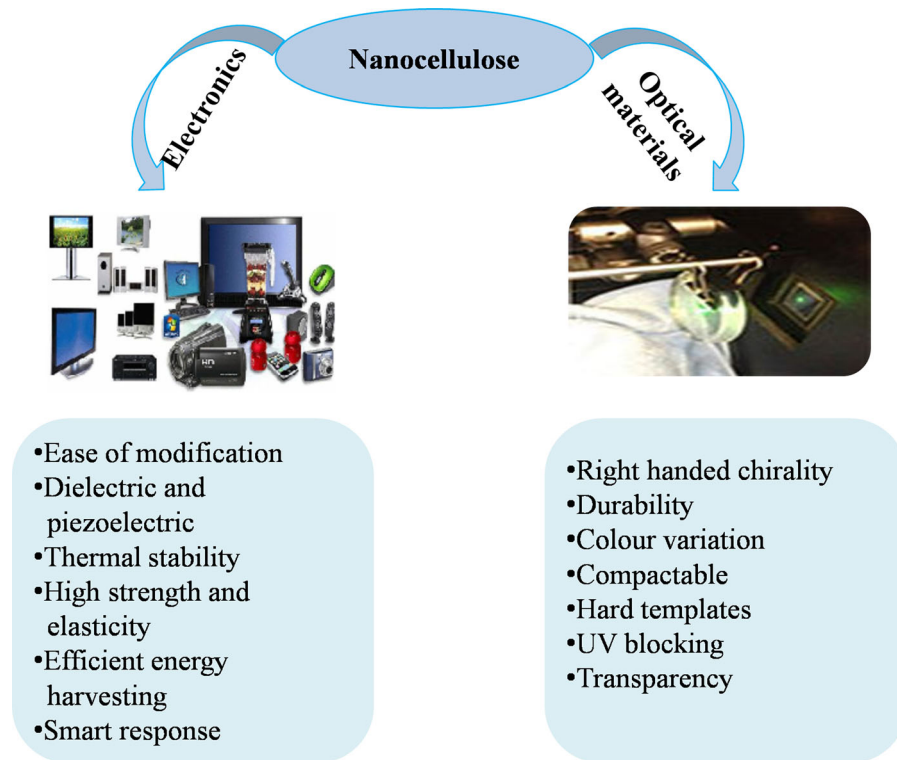 Nanocellulose
Electronics
Optical
materials
HD
•Ease of modification
•Dielectric and
piezoelectric
•Thermal stability
•High strength and
elasticity
•Efficient energy
harvesting
•Smart response
•Right handed chirality
•Durability
•Colour variation
•Compactable
•Hard templates
•UV blocking
•Transparency